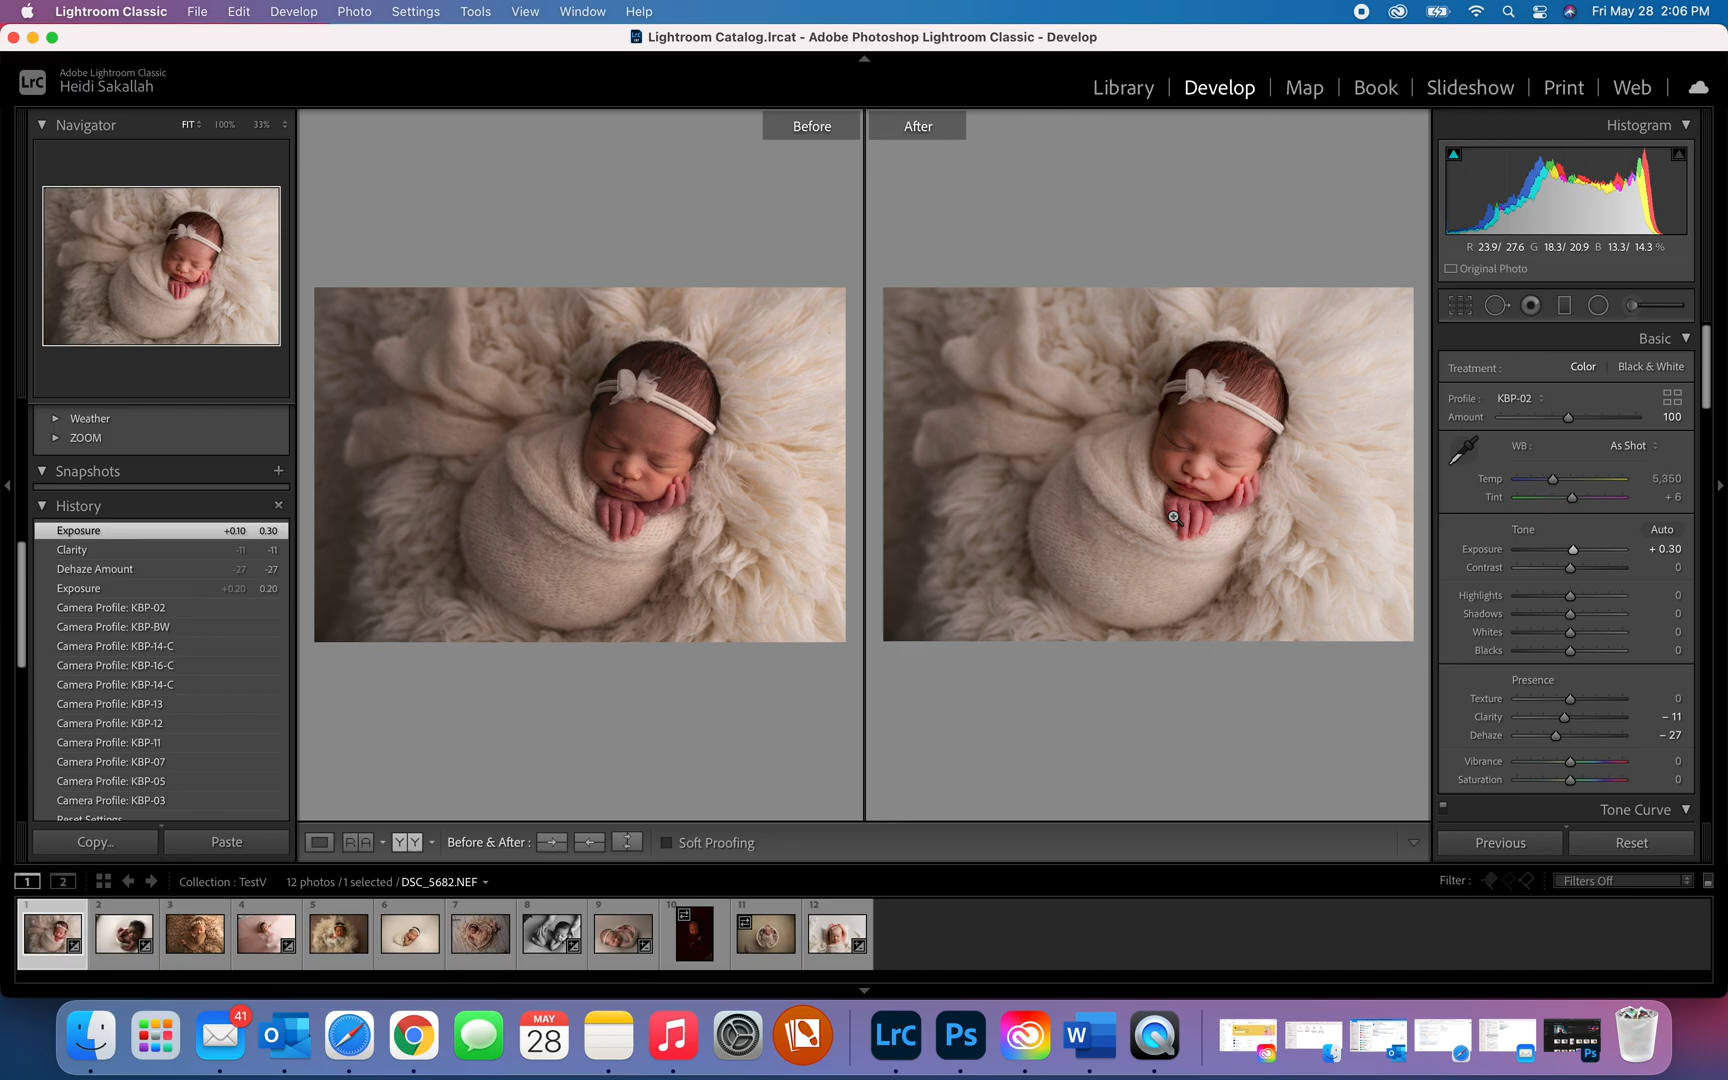 Lightroom Classic File Edit Develop Photo Settings Tools View Window Help Fri May 28 2:06 PM
Lightroom Catalog.lrcat - Adobe Photoshop Lightroom Classic - Develop
LrC Adobe Lightroom Classic
Heidi Sakallah
Library | Develop | Map | Book | Slideshow | Print | Web
Navigator FIT 100% 33%
Weather
ZOOM
Snapshots +
History ×
Exposure +0.10 0.30
Clarity -11 -11
Dehaze Amount -27 -27
Exposure +0.20 0.20
Camera Profile: KBP-02
Camera Profile: KBP-BW
Camera Profile: KBP-14-C
Camera Profile: KBP-16-C
Camera Profile: KBP-14-C
Camera Profile: KBP-13
Camera Profile: KBP-12
Camera Profile: KBP-11
Camera Profile: KBP-07
Camera Profile: KBP-05
Camera Profile: KBP-03
Reset Settings
Copy... Paste
Before After
RA YY Before & After : Soft Proofing
Histogram
R 23.9/ 27.6 G 18.3/ 20.9 B 13.3/ 14.3 %
Original Photo
Basic
Treatment : Color Black & White
Profile : KBP-02
Amount 100
WB : As Shot
Temp 5,350
Tint + 6
Tone Auto
Exposure + 0.30
Contrast 0
Highlights 0
Shadows 0
Whites 0
Blacks 0
Presence
Texture 0
Clarity – 11
Dehaze – 27
Vibrance 0
Saturation 0
Tone Curve
Previous Reset
1 2 Collection : TestV 12 photos / 1 selected / DSC_5682.NEF Filter : Filters Off
1 2 3 4 5 6 7 8 9 10 11 12
41 MAY
28
LrC Ps W
Ps